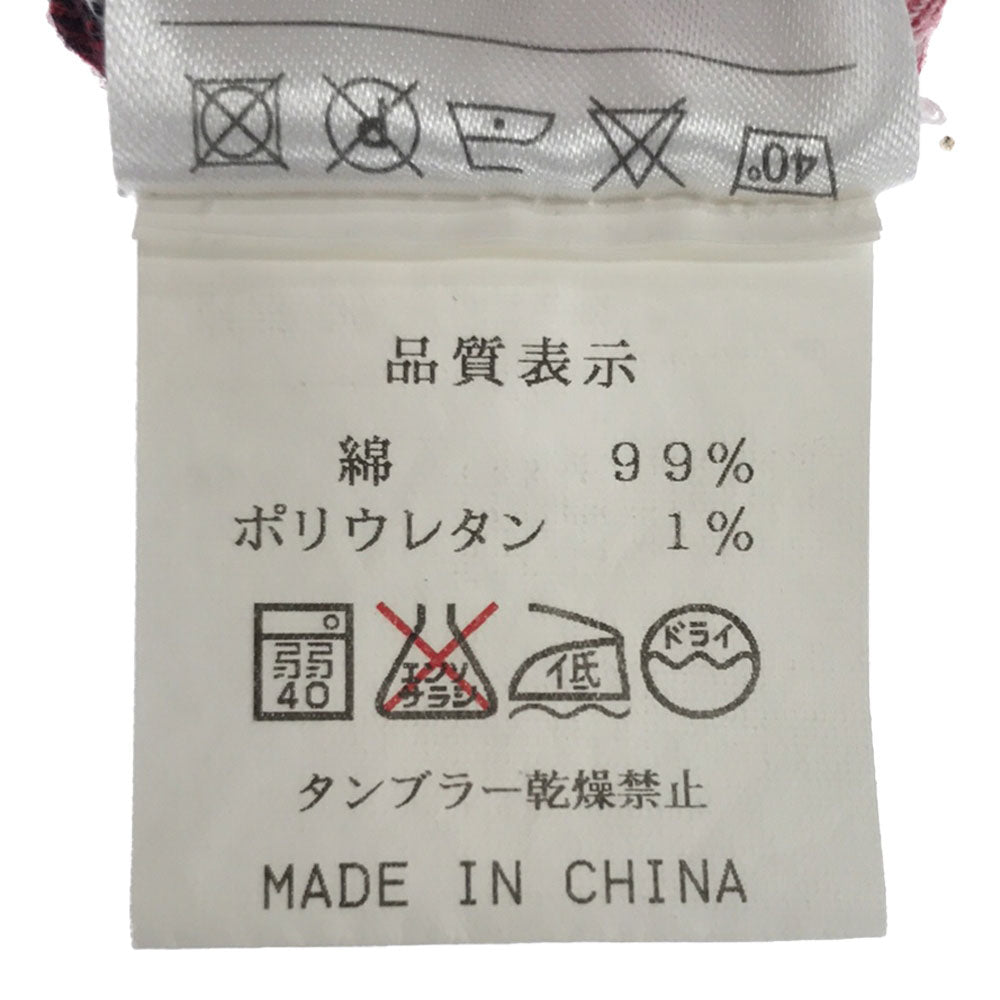 P
40°
品質表示
綿 99%
ポリウレタン 1%
弱 40 エンソサラシ 低 ドライ
タンブラー乾燥禁止
MADE IN CHINA